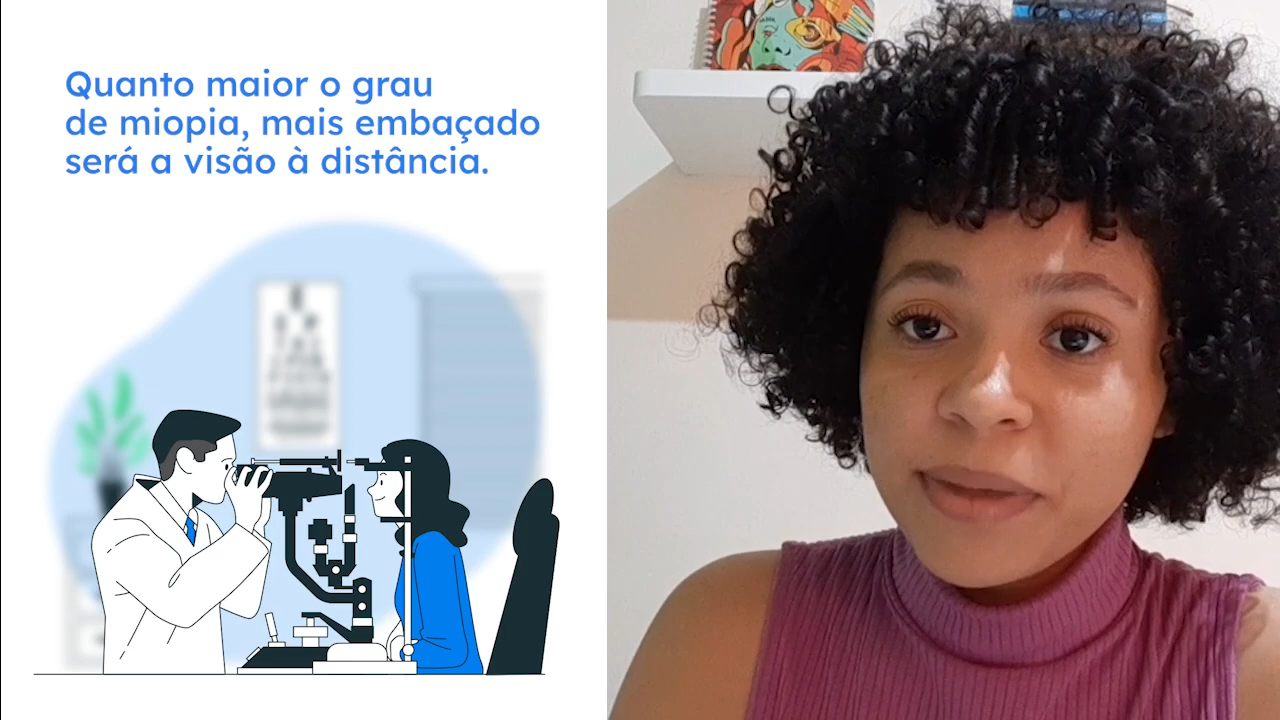 Quanto maior o grau
de miopia, mais embaçado
será a visão à distância.